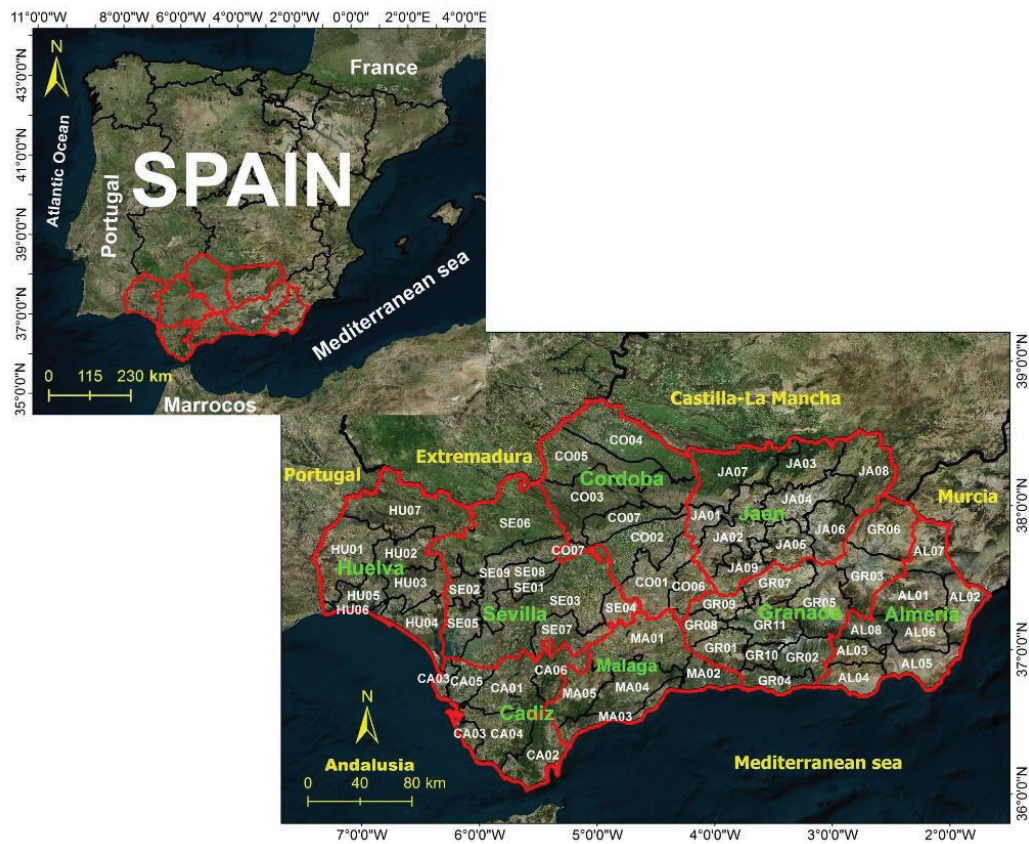 11°0'0"W 8°0'0"W 6°0'0"W 4°0'0"W 2°0'0"W 0°0'0" 2°0'0"E 4°0'0"E
43°0'0"N
41°0'0"N
39°0'0"N
37°0'0"N
35°0'0"N
N
France
Atlantic Ocean
Portugal
SPAIN
Mediterranean sea
0 115 230 km
Marrocos
39°0'0"N
38°0'0"N
37°0'0"N
36°0'0"N
Castilla-La Mancha
Extremadura
Portugal
Murcia
CO04
CO05
JA07
JA03
JA08
Cordoba
CO03
JA04
HU07
SE06
CO07
JA01
Jaen
JA06
GR06
CO02
JA02
JA05
HU01
HU02
CO07
AL07
Huelva
SE09
SE08
JA09
GR03
HU03
SE02
SE01
CO01
CO06
GR07
AL01
AL02
HU05
SE03
SE04
GR09
GR05
HU06
Sevilla
Granada
Almeria
HU04
SE05
SE07
GR08
GR11
AL08
AL06
MA01
GR01
GR10
GR02
AL03
AL05
CA03
CA05
CA06
Malaga
MA02
GR04
AL04
CA01
MA05
MA04
Cadiz
MA03
CA03
CA04
CA02
N
Andalusia
0 40 80 km
Mediterranean sea
7°0'0"W 6°0'0"W 5°0'0"W 4°0'0"W 3°0'0"W 2°0'0"W